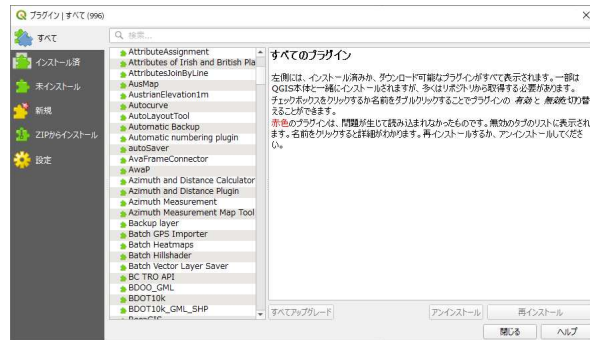 プラグイン | すべて (996)
すべて
インストール済
未インストール
新規
ZIPからインストール
設定
検索...
AttributeAssignment
Attributes of Irish and British Pla
AttributesJoinByLine
AusMap
AustrianElevation1m
Autocurve
AutoLayoutTool
Automatic Backup
Automatic numbering plugin
autoSaver
AvaFrameConnector
AwaP
Azimuth and Distance Calculator
Azimuth and Distance Plugin
Azimuth Measurement
Azimuth Measurement Map Tool
Backup layer
Batch GPS Importer
Batch Heatmaps
Batch Hillshader
Batch Vector Layer Saver
BC TRO API
BDOO_GML
BDOT10k
BDOT10k_GML_SHP
すべてのプラグイン
左側には、インストール済みか、ダウンロード可能なプラグインがすべて表示されます。一部は
QGIS本体と一緒にインストールされますが、多くはリポジトリから取得する必要があります。
チェックボックスをクリックするか名前をダブルクリックすることでプラグインの 有効と 無効を切り替
えることができます。
赤色のプラグインは、問題が生じて読み込まれなかったものです。無効のタブのリストに表示され
ます。名前をクリックすると詳細がわかります。再インストールするか、アンインストールしてくださ
い。
すべてアップグレード
アンインストール
再インストール
閉じる
ヘルプ